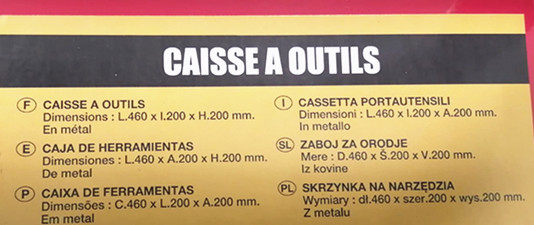 CAISSE A OUTILS
F CAISSE A OUTILS
Dimensions : L.460 x l.200 x H.200 mm.
En métal
E CAJA DE HERRAMIENTAS
Dimensiones : L.460 x A.200 x H.200 mm.
De metal
P CAIXA DE FERRAMENTAS
Dimensões : C.460 x L.200 x A.200 mm.
Em metal
I CASSETTA PORTAUTENSILI
Dimensioni : L.460 x l.200 x A.200 mm.
In metallo
SL ZABOJ ZA ORODJE
Mere : D.460 x Š.200 x V.200 mm.
Iz kovine
PL SKRZYNKA NA NARZĘDZIA
Wymiary : dł.460 x szer.200 x wys.200 mm.
Z metalu